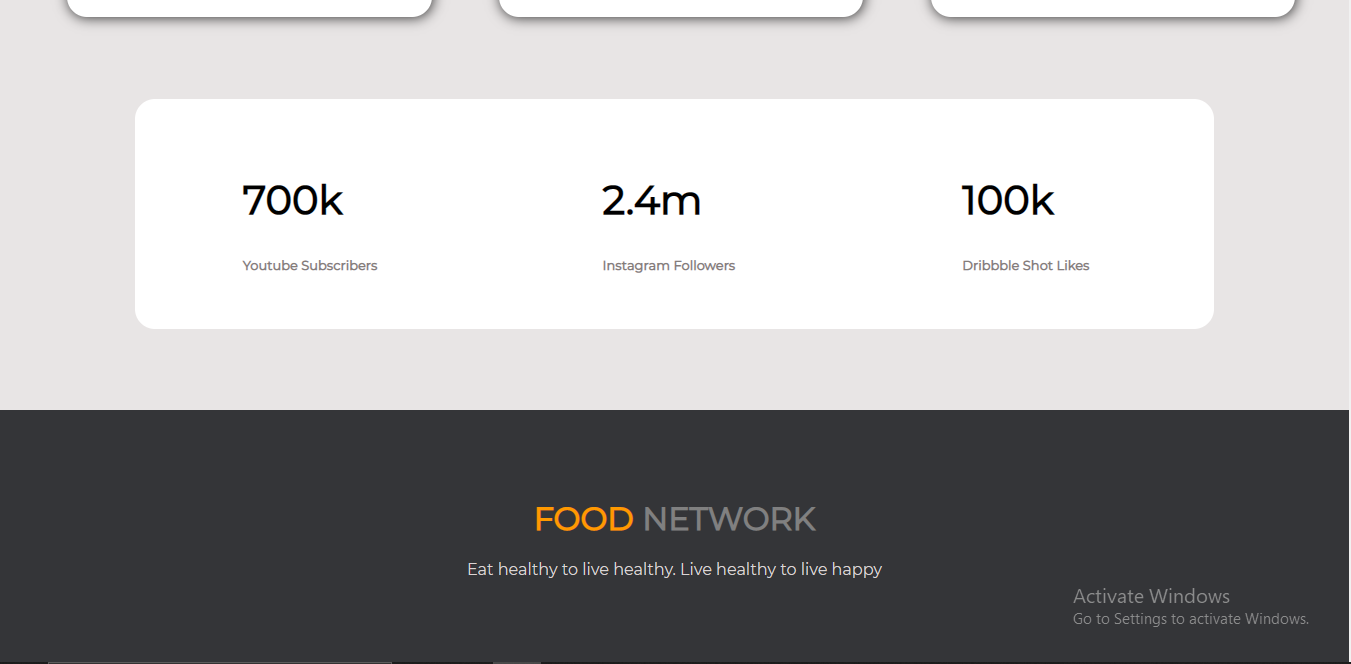 700k
2.4m
100k
Youtube Subscribers
Instagram Followers
Dribbble Shot Likes
FOOD NETWORK
Eat healthy to live healthy. Live healthy to live happy
Activate Windows
Go to Settings to activate Windows.